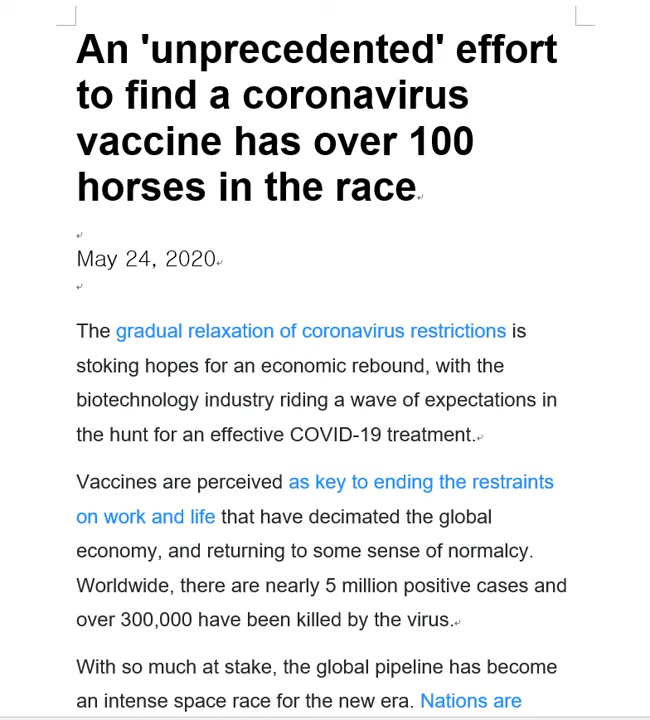 An 'unprecedented' effort
to find a coronavirus
vaccine has over 100
horses in the race
May 24, 2020
The gradual relaxation of coronavirus restrictions is
stoking hopes for an economic rebound, with the
biotechnology industry riding a wave of expectations in
the hunt for an effective COVID-19 treatment.
Vaccines are perceived as key to ending the restraints
on work and life that have decimated the global
economy, and returning to some sense of normalcy.
Worldwide, there are nearly 5 million positive cases and
over 300,000 have been killed by the virus.
With so much at stake, the global pipeline has become
an intense space race for the new era. Nations are